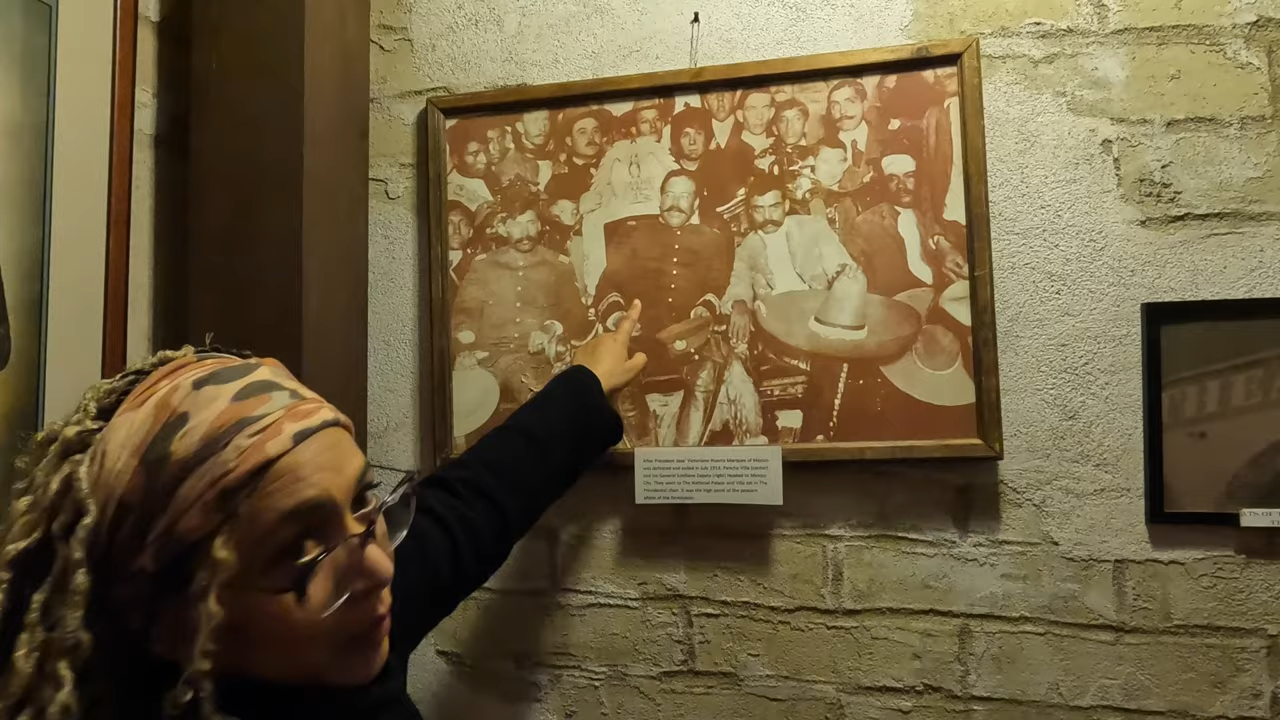 After President Jose' Victoriano Huerta Marquez of Mexico
was defeated and exiled in July 1914, Pancho Villa (center)
and his General Emiliano Zapata (right) headed to Mexico
City. They went to The National Palace and Villa sat in The
Presidential chair. It was the high point of the peasant
phase of the Revolution.